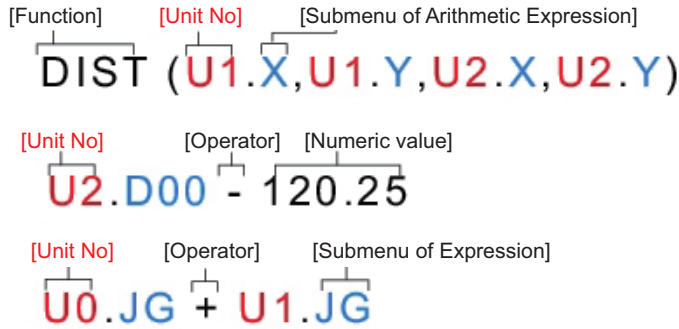 [Function] [Unit No] [Submenu of Arithmetic Expression]
DIST (U1.X,U1.Y,U2.X,U2.Y)
[Unit No] [Operator] [Numeric value]
U2.D00 - 120.25
[Unit No] [Operator] [Submenu of Expression]
U0.JG + U1.JG